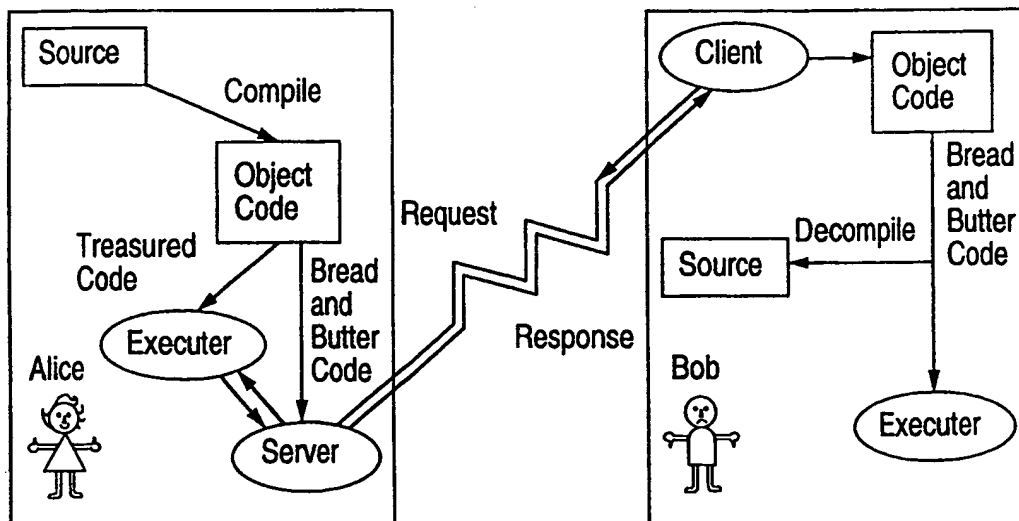 Source
Compile
Object
Code
Treasured
Code
Bread
and
Butter
Code
Executer
Alice
Server
Request
Response
Client
Object
Code
Bread
and
Butter
Code
Decompile
Source
Bob
Executer